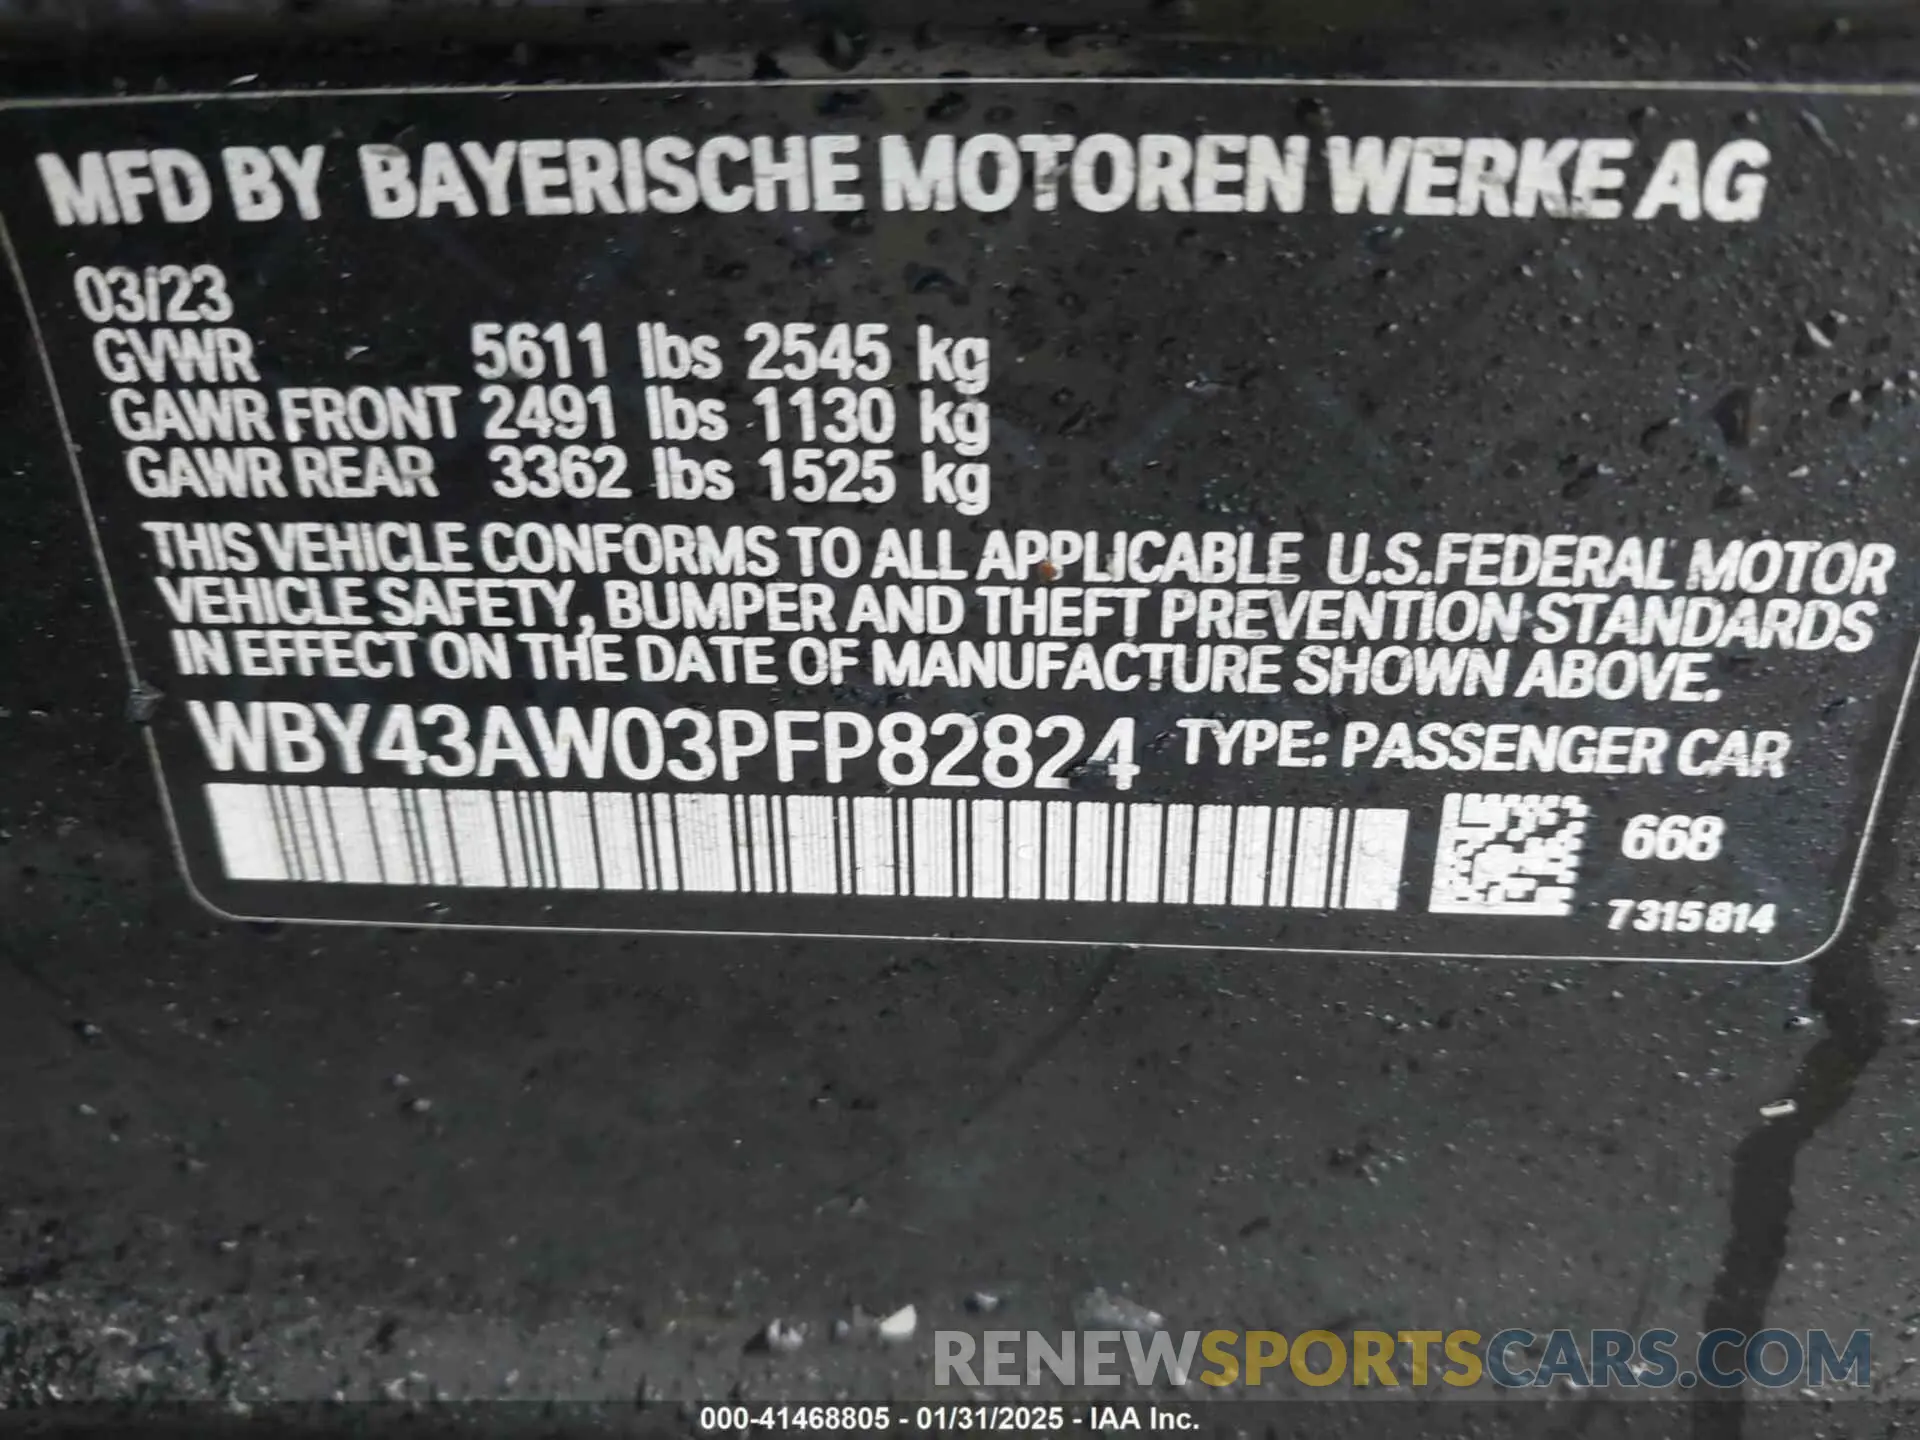 MFD BY BAYERISCHE MOTOREN WERKE AG
03/23
GVWR 5611 lbs 2545 kg
GAWR FRONT 2491 lbs 1130 kg
GAWR REAR 3362 lbs 1525 kg
THIS VEHICLE CONFORMS TO ALL APPLICABLE U.S.FEDERAL MOTOR
VEHICLE SAFETY, BUMPER AND THEFT PREVENTION STANDARDS
IN EFFECT ON THE DATE OF MANUFACTURE SHOWN ABOVE.
WBY43AW03PFP82824 TYPE: PASSENGER CAR
668
7315814
RENEWSPORTSCARS.COM
000-41468805 - 01/31/2025 - IAA Inc.